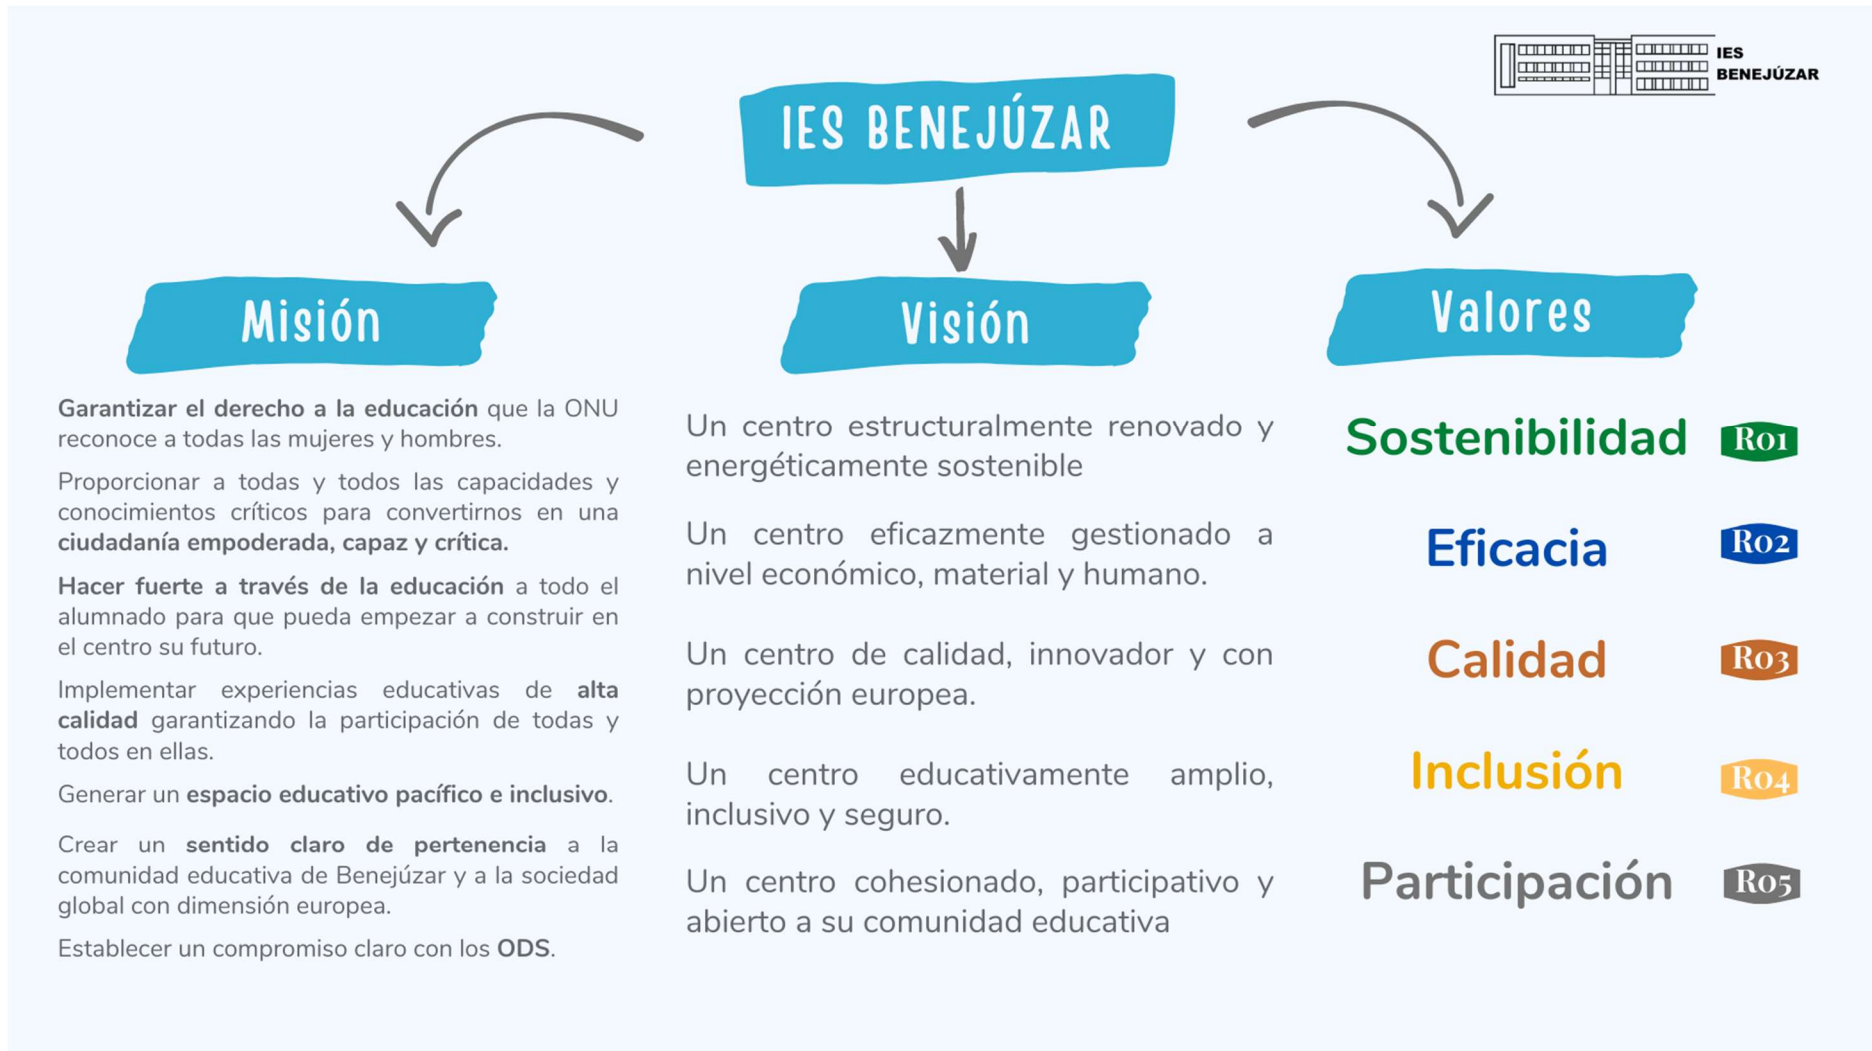 IES
BENEJÚZAR
IES BENEJÚZAR
Misión
Garantizar el derecho a la educación que la ONU
reconoce a todas las mujeres y hombres.
Proporcionar a todas y todos las capacidades y
conocimientos críticos para convertirnos en una
ciudadanía empoderada, capaz y crítica.
Hacer fuerte a través de la educación a todo el
alumnado para que pueda empezar a construir en
el centro su futuro.
Implementar experiencias educativas de alta
calidad garantizando la participación de todas y
todos en ellas.
Generar un espacio educativo pacífico e inclusivo.
Crear un sentido claro de pertenencia a la
comunidad educativa de Benejúzar y a la sociedad
global con dimensión europea.
Establecer un compromiso claro con los ODS.
Visión
Un centro estructuralmente renovado y
energéticamente sostenible
Un centro eficazmente gestionado a
nivel económico, material y humano.
Un centro de calidad, innovador y con
proyección europea.
Un centro educativamente amplio,
inclusivo y seguro.
Un centro cohesionado, participativo y
abierto a su comunidad educativa
Valores
Sostenibilidad R01
Eficacia R02
Calidad R03
Inclusión R04
Participación R05